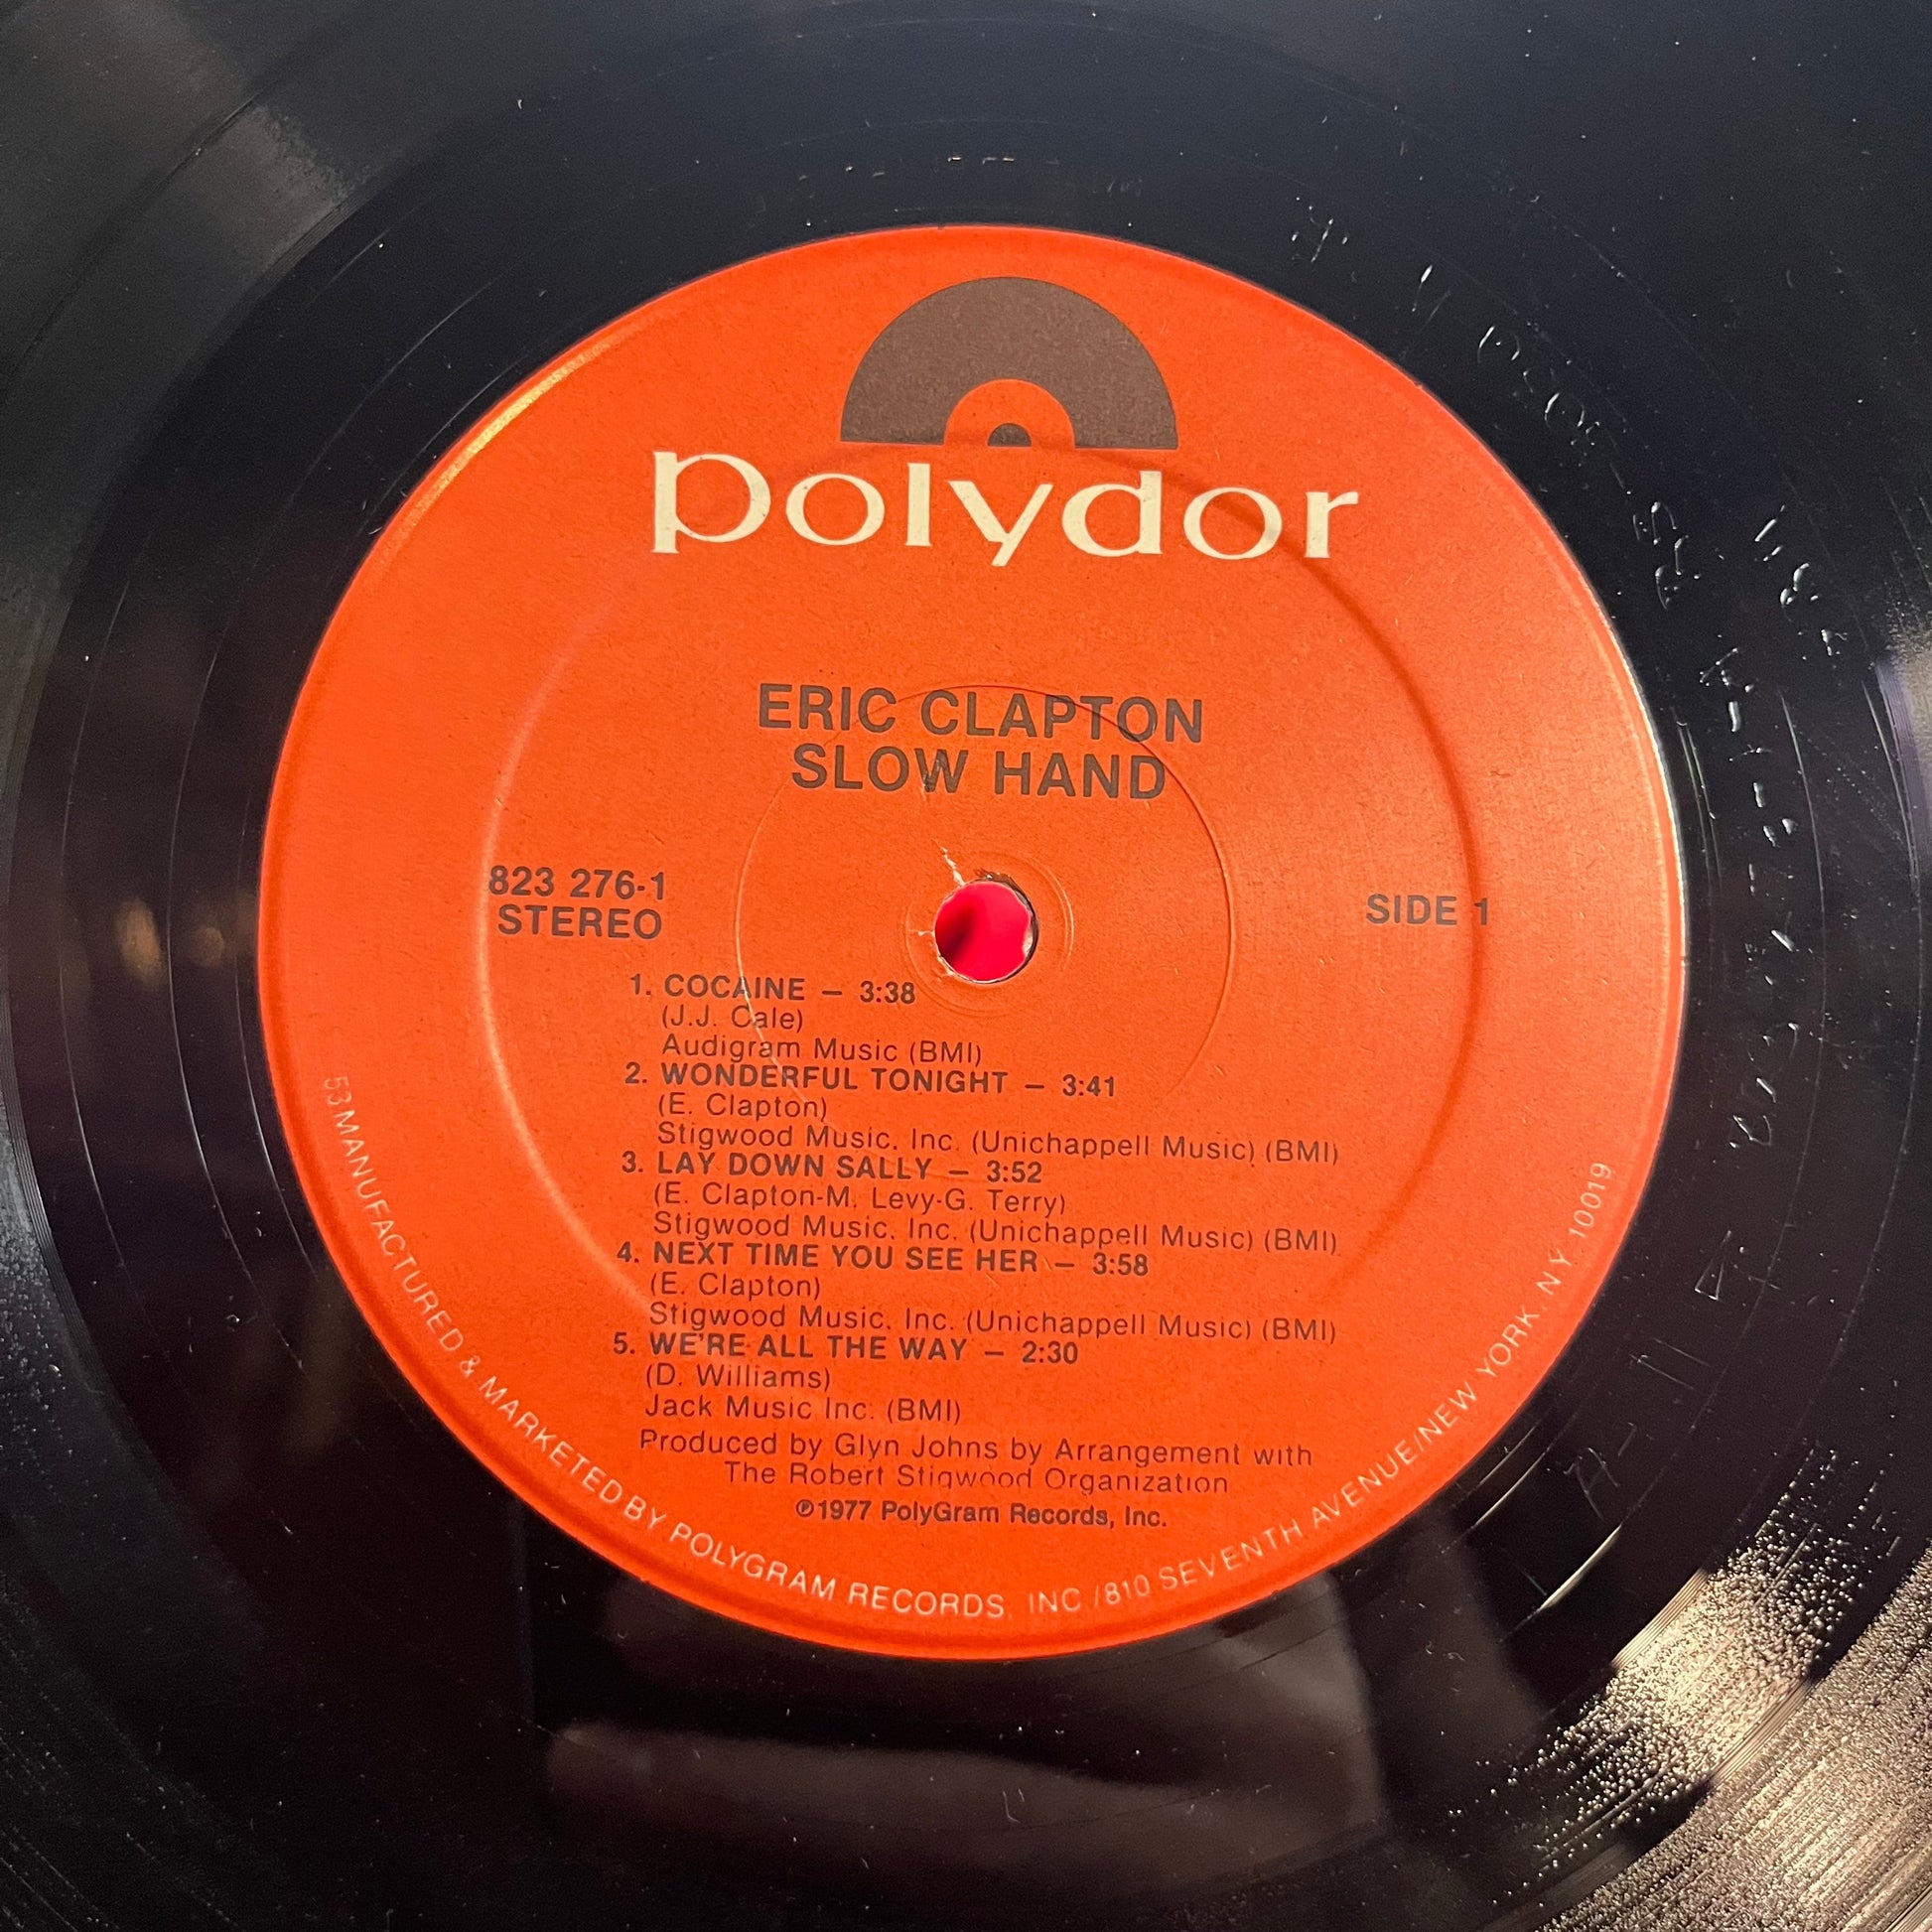 polydor
ERIC CLAPTON
SLOW HAND
823 276-1
STEREO
SIDE 1
1. COCAINE – 3:38
(J.J. Cale)
Audigram Music (BMI)
2. WONDERFUL TONIGHT – 3:41
(E. Clapton)
Stigwood Music. Inc. (Unichappell Music) (BMI)
3. LAY DOWN SALLY – 3:52
(E. Clapton-M. Levy-G. Terry)
Stigwood Music. Inc. (Unichappell Music) (BMI)
4. NEXT TIME YOU SEE HER – 3:58
(E. Clapton)
Stigwood Music. Inc. (Unichappell Music) (BMI)
5. WE'RE ALL THE WAY – 2:30
(D. Williams)
Jack Music Inc. (BMI)
Produced by Glyn Johns by Arrangement with
The Robert Stigwood Organization
℗1977 PolyGram Records, Inc.
53 MANUFACTURED & MARKETED BY POLYGRAM RECORDS, INC./810 SEVENTH AVENUE/NEW YORK, N.Y. 10019